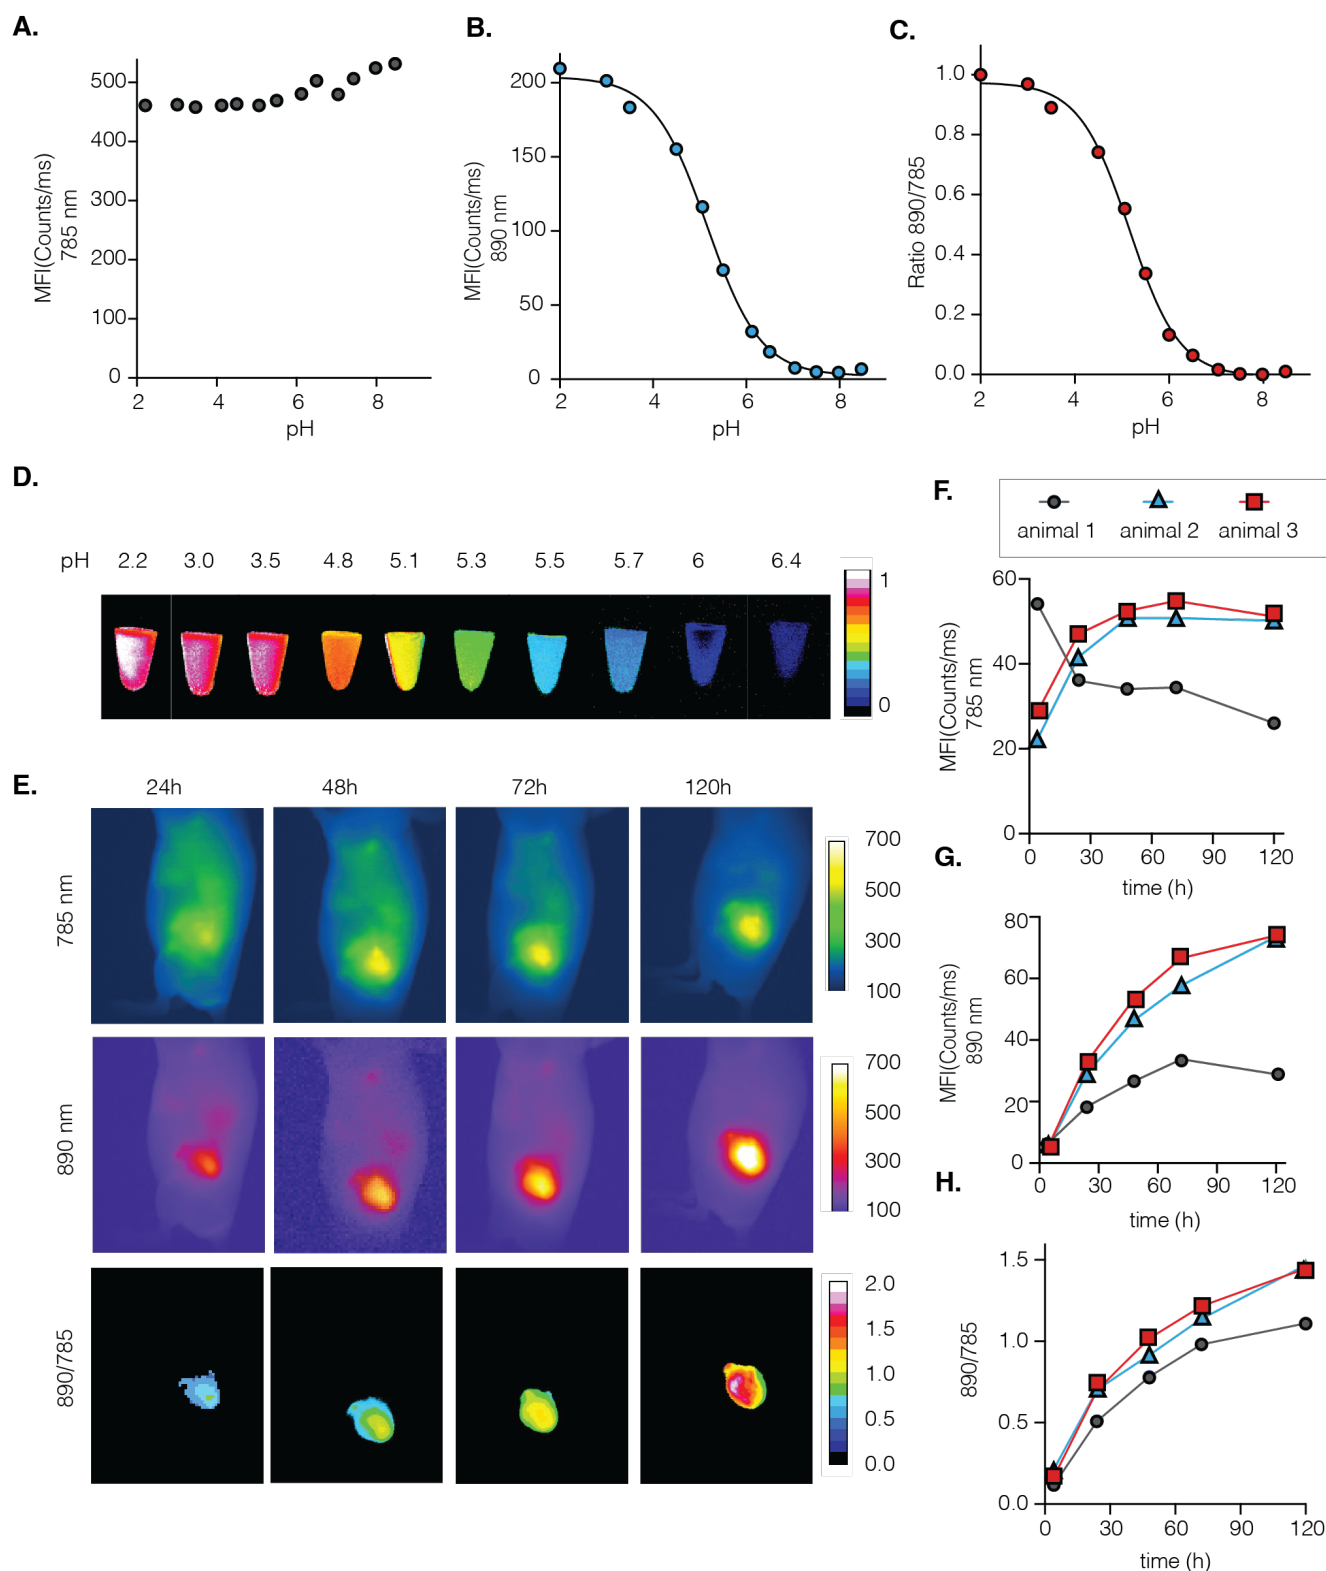 A.
500
400
300
200
100
0
MFI(Counts/ms)
785 nm
2 4 6 8
pH
B.
200
150
100
50
0
MFI(Counts/ms)
890 nm
2 4 6 8
pH
C.
1.0
0.8
0.6
0.4
0.2
0.0
Ratio 890/785
2 4 6 8
pH
D.
pH 2.2 3.0 3.5 4.8 5.1 5.3 5.5 5.7 6 6.4
1
0
E.
24h 48h 72h 120h
785 nm
700
500
300
100
890 nm
700
500
300
100
890/785
2.0
1.5
1.0
0.5
0.0
F.
animal 1 animal 2 animal 3
60
40
20
0
MFI(Counts/ms)
785 nm
0 30 60 90 120
time (h)
G.
80
60
40
20
0
MFI(Counts/ms)
890 nm
0 30 60 90 120
time (h)
H.
1.5
1.0
0.5
0.0
890/785
0 30 60 90 120
time (h)